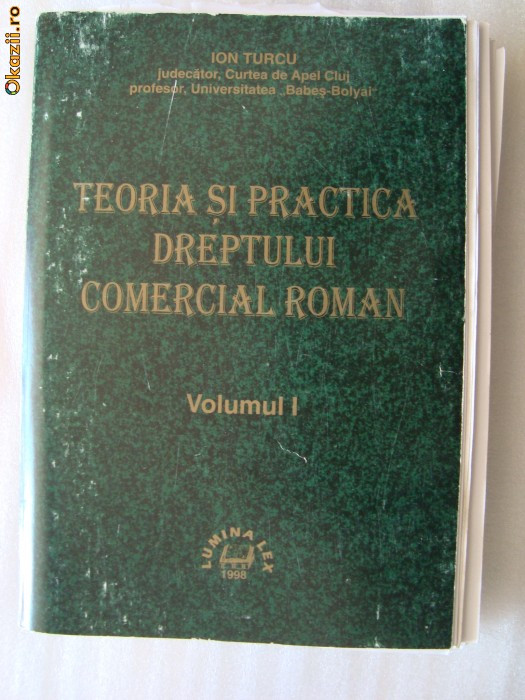 Okazii.ro
ION TURCU
judecător, Curtea de Apel Cluj
profesor, Universitatea „Babeş-Bolyai”
TEORIA ŞI PRACTICA
DREPTULUI
COMERCIAL ROMAN
Volumul I
LUMINA LEX
1998